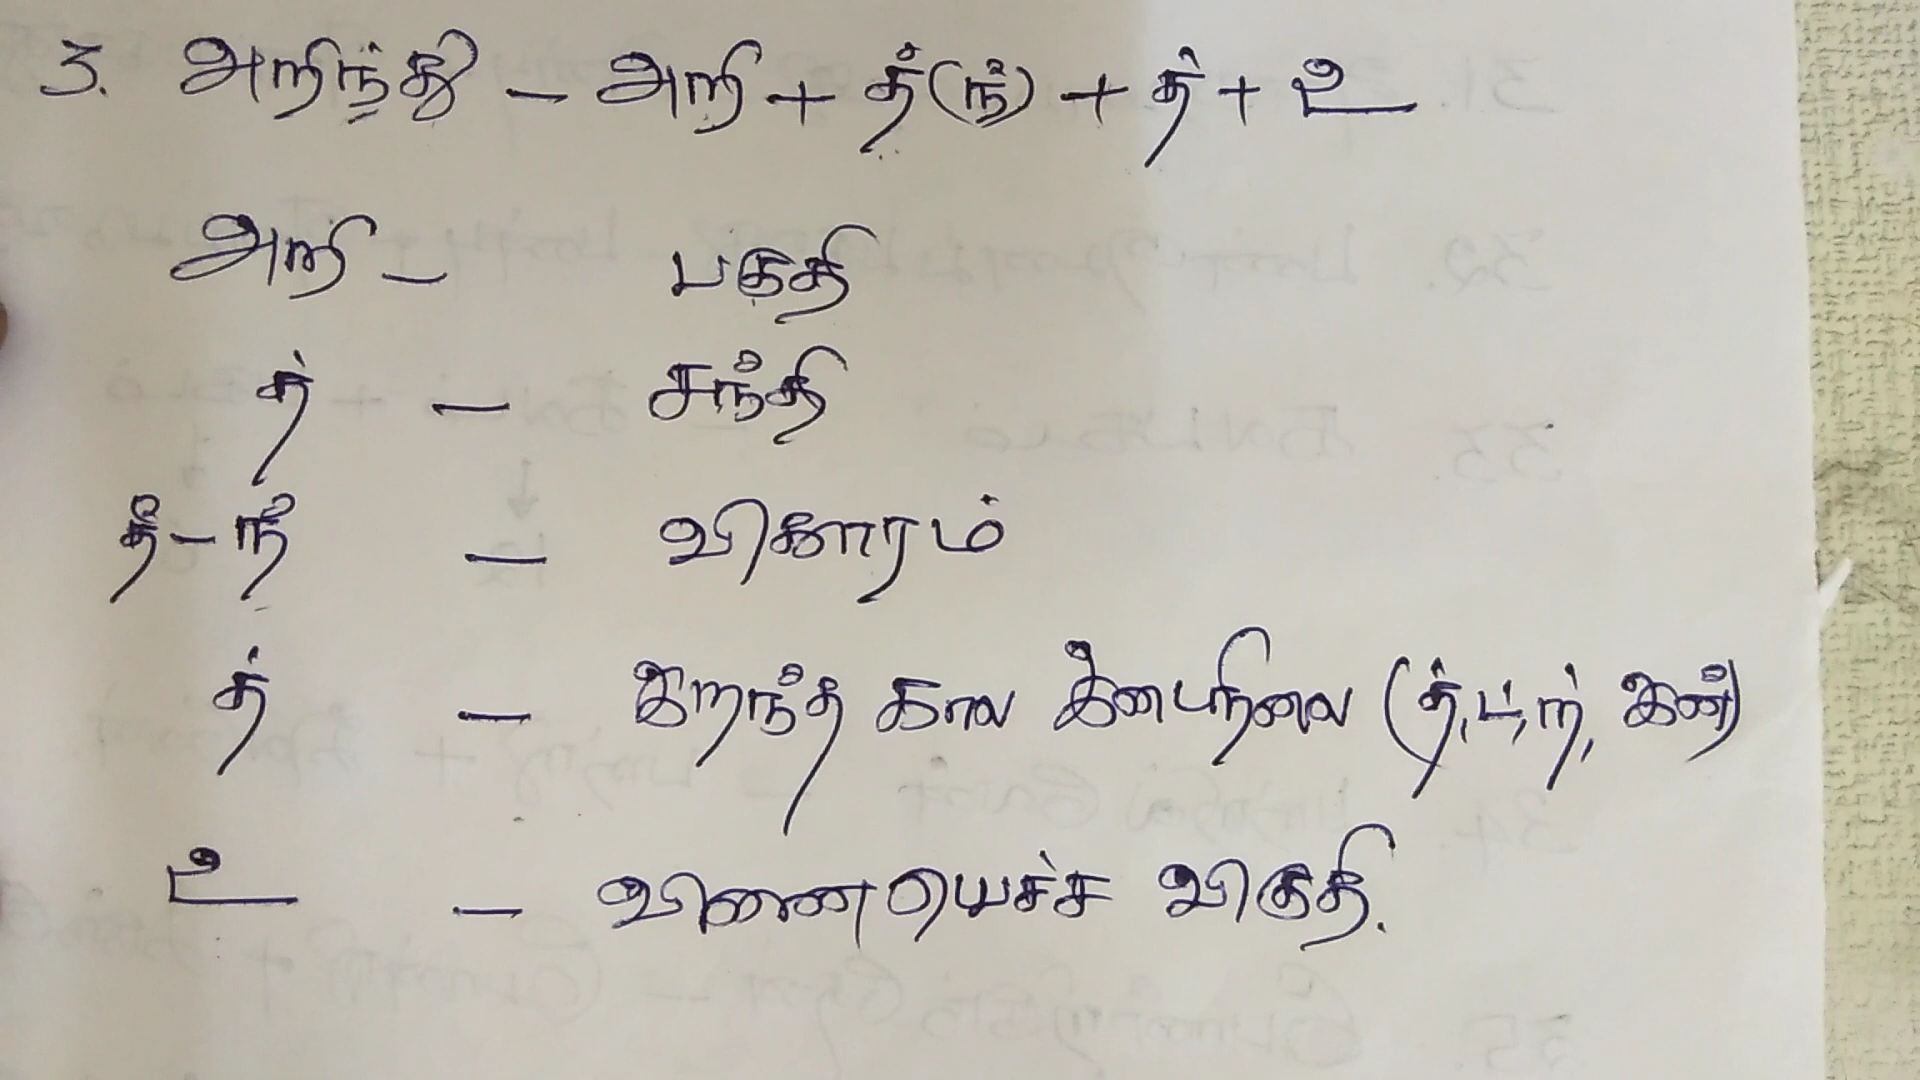 3. அறிந்து – அறி + த்(ந்) + த் + உ
அறி – பகுதி
த் – சந்தி
த் – ந் – விகாரம்
த் – இறந்த கால இடைநிலை (த், ட், ற், இன்)
உ – வினையெச்ச விகுதி.